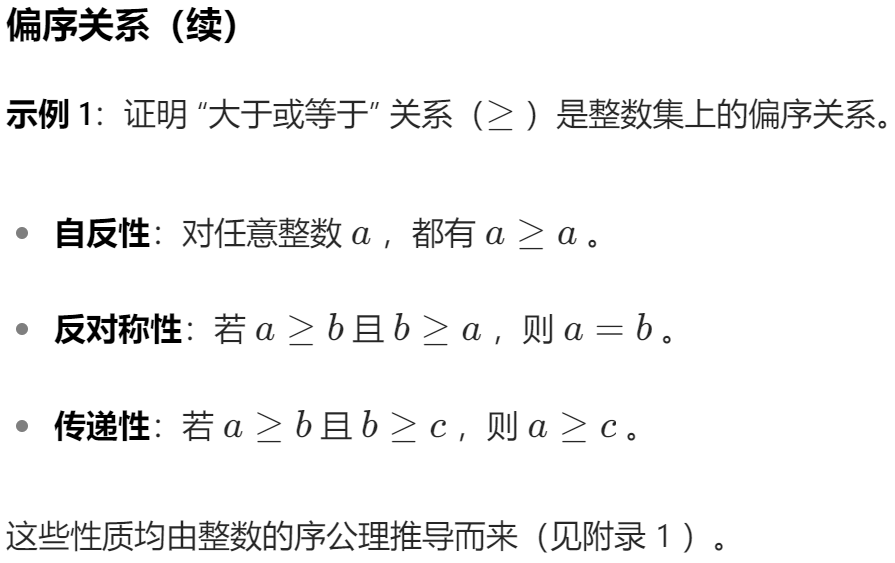 偏序关系（续）
示例 1：证明 “大于或等于” 关系（≥ ）是整数集上的偏序关系。
• 自反性：对任意整数 a ，都有 a ≥ a 。
• 反对称性：若 a ≥ b 且 b ≥ a ，则 a = b 。
• 传递性：若 a ≥ b 且 b ≥ c ，则 a ≥ c 。
这些性质均由整数的序公理推导而来（见附录 1 ）。